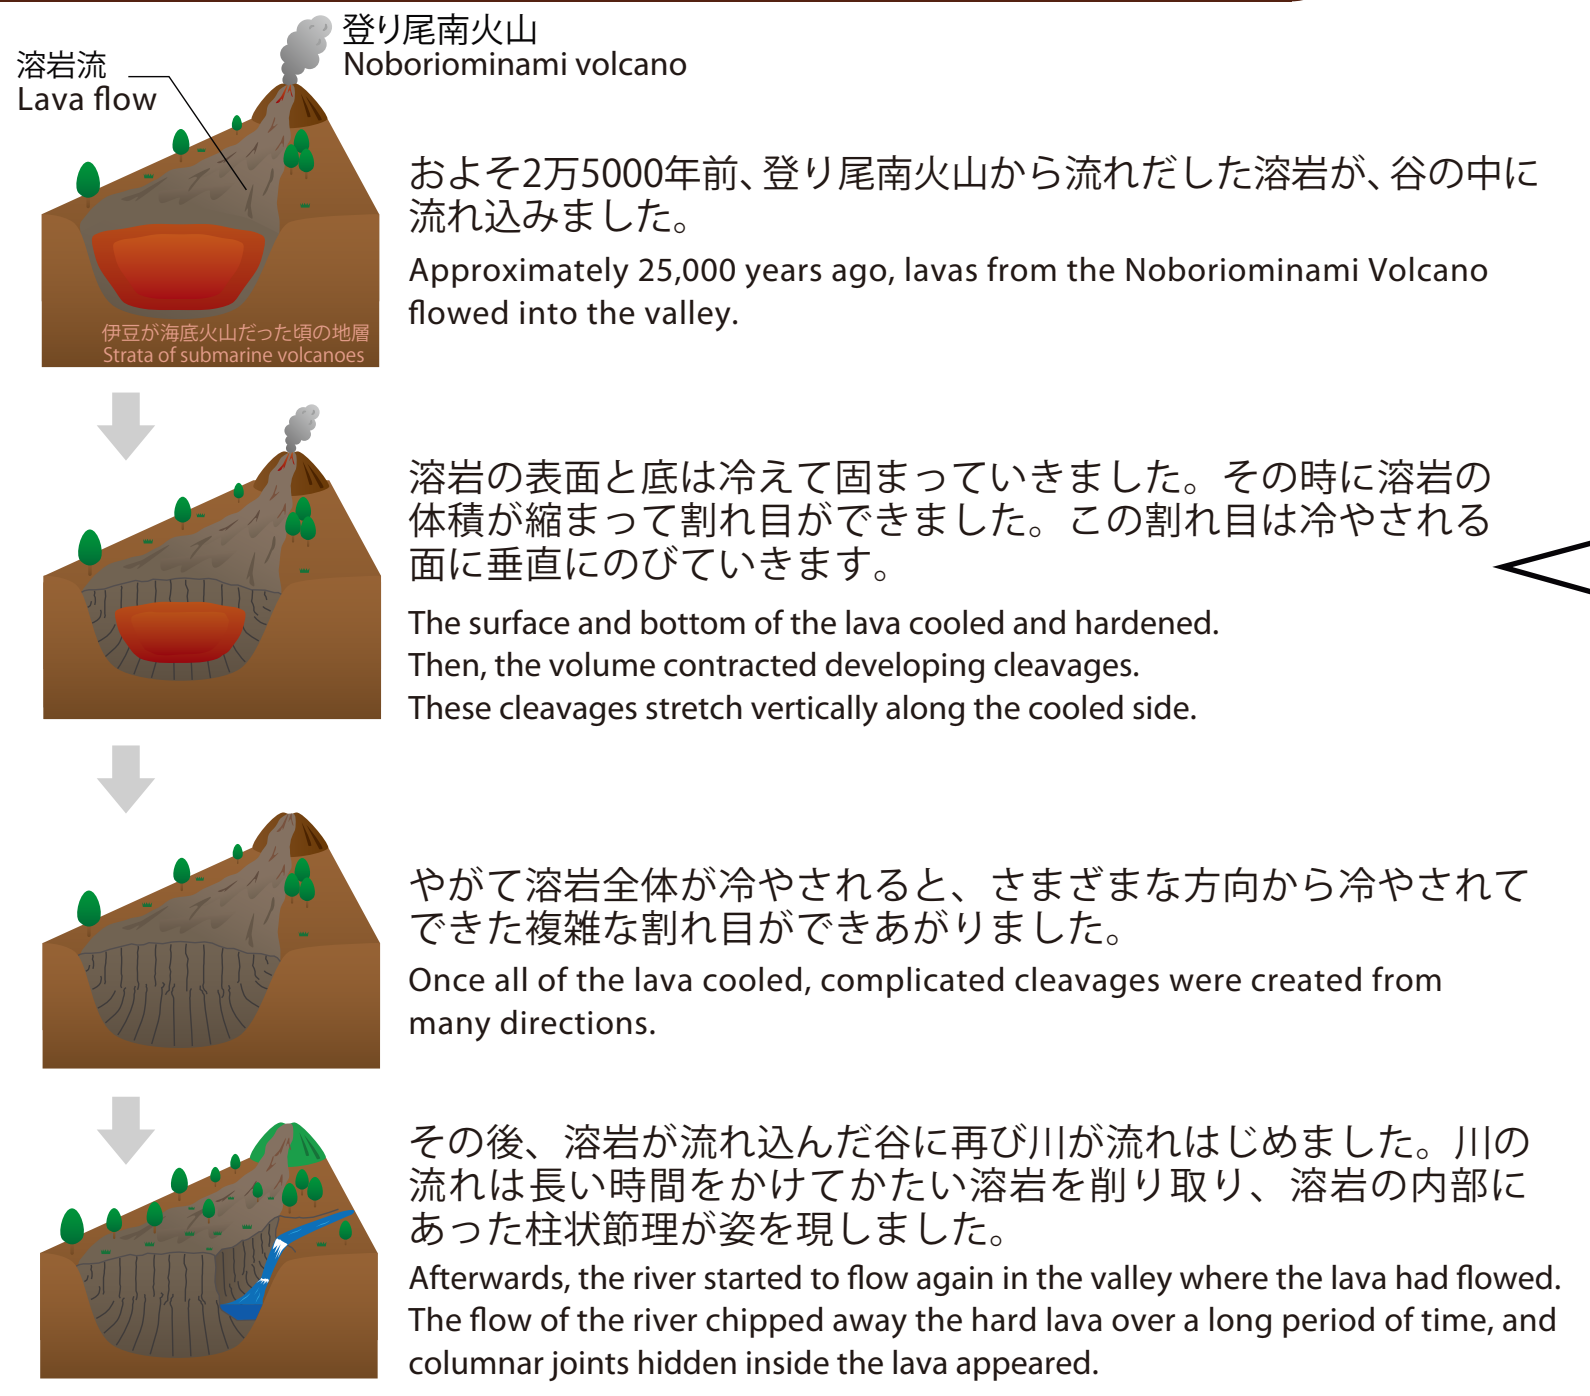 登り尾南火山
Noboriominami volcano
溶岩流
Lava flow
およそ2万5000年前、登り尾南火山から流れだした溶岩が、谷の中に
流れ込みました。
Approximately 25,000 years ago, lavas from the Noboriominami Volcano
flowed into the valley.
伊豆が海底火山だった頃の地層
Strata of submarine volcanoes
溶岩の表面と底は冷えて固まっていきました。その時に溶岩の
体積が縮まって割れ目ができました。この割れ目は冷やされる
面に垂直にのびていきます。
The surface and bottom of the lava cooled and hardened.
Then, the volume contracted developing cleavages.
These cleavages stretch vertically along the cooled side.
やがて溶岩全体が冷やされると、さまざまな方向から冷やされて
できた複雑な割れ目ができあがりました。
Once all of the lava cooled, complicated cleavages were created from
many directions.
その後、溶岩が流れ込んだ谷に再び川が流れはじめました。川の
流れは長い時間をかけてかたい溶岩を削り取り、溶岩の内部に
あった柱状節理が姿を現しました。
Afterwards, the river started to flow again in the valley where the lava had flowed.
The flow of the river chipped away the hard lava over a long period of time, and
columnar joints hidden inside the lava appeared.